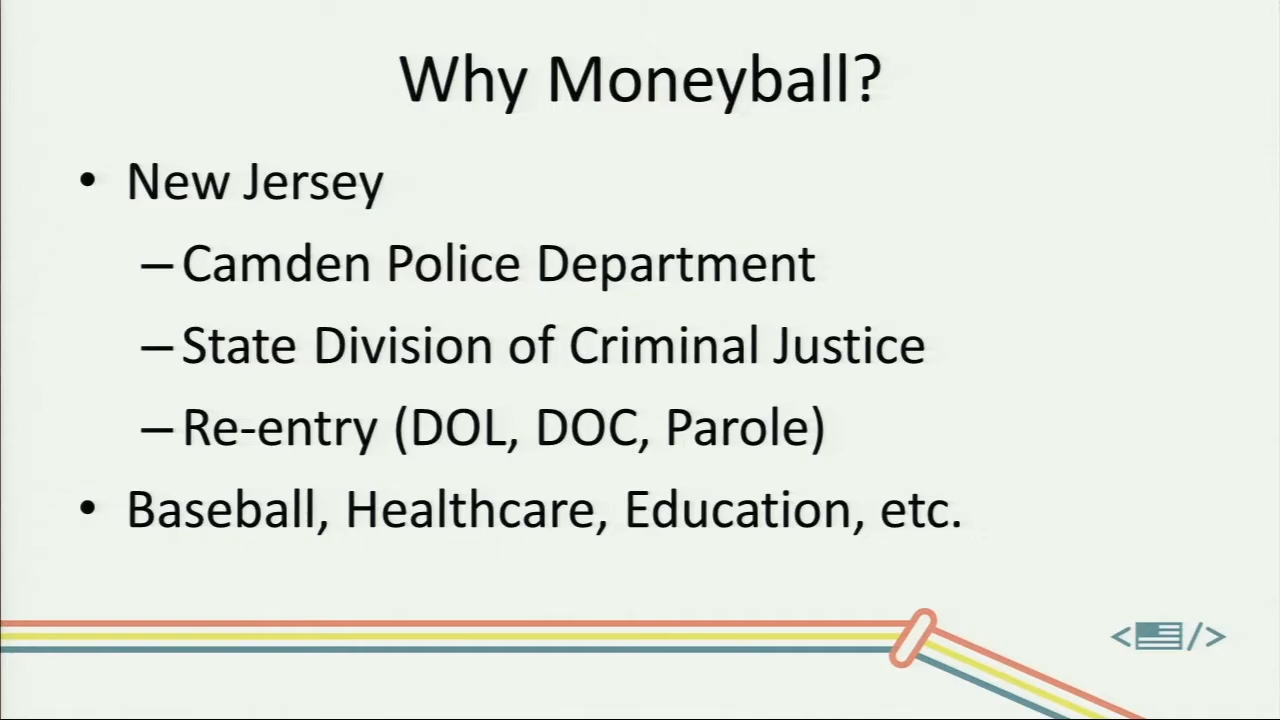 Why Moneyball?
• New Jersey
– Camden Police Department
– State Division of Criminal Justice
– Re-entry (DOL, DOC, Parole)
• Baseball, Healthcare, Education, etc.